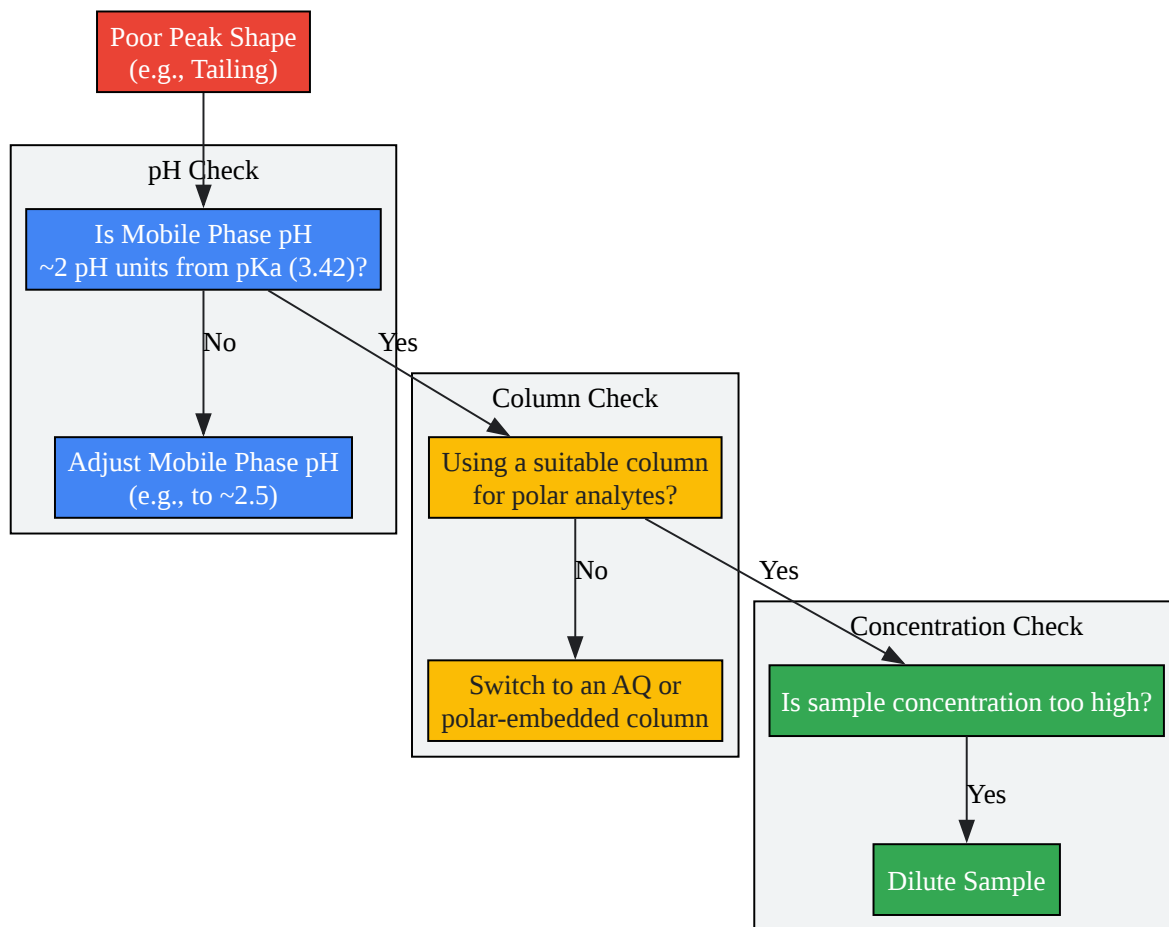 Poor Peak Shape
(e.g., Tailing)
pH Check
Is Mobile Phase pH
~2 pH units from pKa (3.42)?
No
Yes
Adjust Mobile Phase pH
(e.g., to ~2.5)
Column Check
Using a suitable column
for polar analytes?
No
Yes
Switch to an AQ or
polar-embedded column
Concentration Check
Is sample concentration too high?
Yes
Dilute Sample